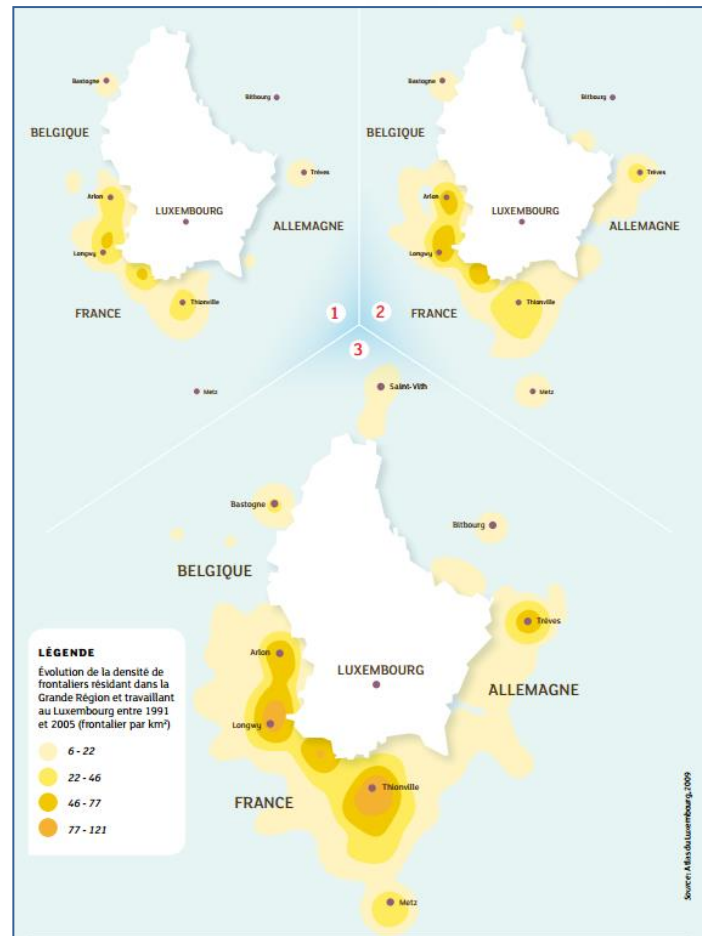 Bastogne
Bitbourg
BELGIQUE
Trèves
Arlon
LUXEMBOURG
ALLEMAGNE
Longwy
Thionville
FRANCE
Metz
1
Bastogne
Bitbourg
BELGIQUE
Trèves
Arlon
LUXEMBOURG
ALLEMAGNE
Longwy
Thionville
FRANCE
Metz
2
3
Saint-Vith
Bastogne
Bitbourg
BELGIQUE
Trèves
Arlon
LUXEMBOURG
ALLEMAGNE
Longwy
Thionville
FRANCE
Metz
LÉGENDE
Évolution de la densité de
frontaliers résidant dans la
Grande Région et travaillant
au Luxembourg entre 1991
et 2005 (frontalier par km²)
6 - 22
22 - 46
46 - 77
77 - 121
Source: Atlas du Luxembourg, 2009